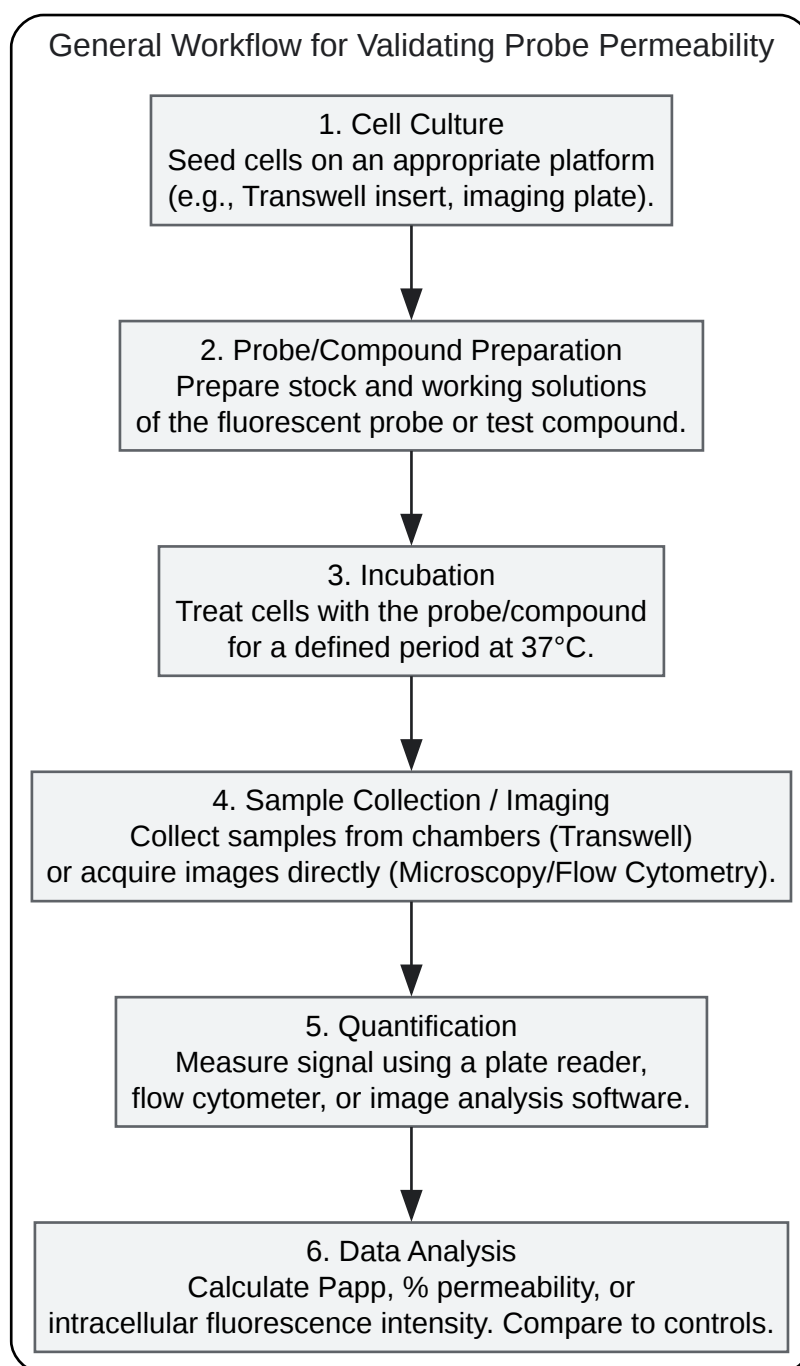 General Workflow for Validating Probe Permeability
1. Cell Culture
Seed cells on an appropriate platform
(e.g., Transwell insert, imaging plate).
2. Probe/Compound Preparation
Prepare stock and working solutions
of the fluorescent probe or test compound.
3. Incubation
Treat cells with the probe/compound
for a defined period at 37°C.
4. Sample Collection / Imaging
Collect samples from chambers (Transwell)
or acquire images directly (Microscopy/Flow Cytometry).
5. Quantification
Measure signal using a plate reader,
flow cytometer, or image analysis software.
6. Data Analysis
Calculate Papp, % permeability, or
intracellular fluorescence intensity. Compare to controls.